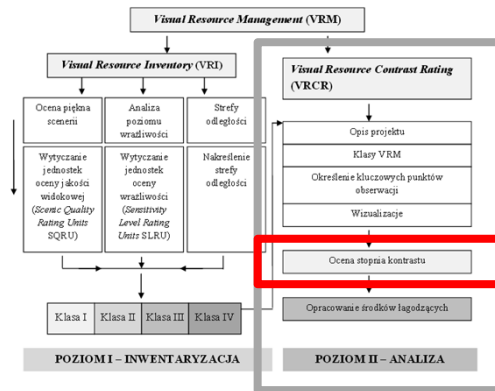 Visual Resource Management (VRM)
Visual Resource Inventory (VRI)
Ocena piękna
scenerii
Analiza
poziomu
wrażliwości
Strefy
odległości
Wytyczanie
jednostek
oceny jakości
widokowej
(Scenic Quality
Rating Units
SQRU)
Wytyczanie
jednostek
oceny
wrażliwości
(Sensitivity
Level Rating
Units SLRU)
Nakreślenie
strefy
odległości
Klasa I
Klasa II
Klasa III
Klasa IV
POZIOM I – INWENTARYZACJA
Visual Resource Contrast Rating
(VRCR)
Opis projektu
Klasy VRM
Określenie kluczowych punktów
obserwacji
Wizualizacje
Ocena stopnia kontrastu
Opracowanie środków łagodzących
POZIOM II – ANALIZA